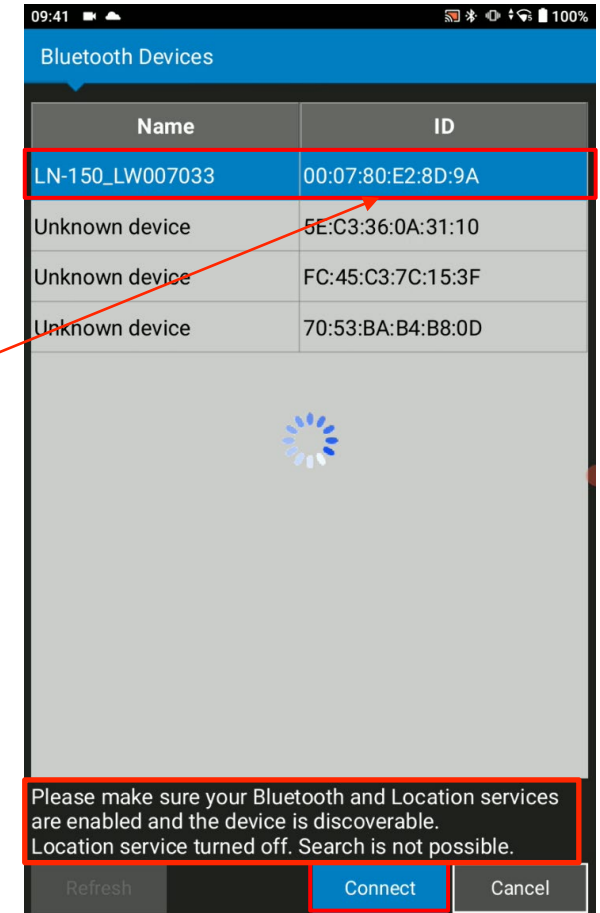 09:41 100%
Bluetooth Devices
Name ID
LN-150_LW007033 00:07:80:E2:8D:9A
Unknown device 5E:C3:36:0A:31:10
Unknown device FC:45:C3:7C:15:3F
Unknown device 70:53:BA:B4:B8:0D
Please make sure your Bluetooth and Location services
are enabled and the device is discoverable.
Location service turned off. Search is not possible.
Refresh Connect Cancel